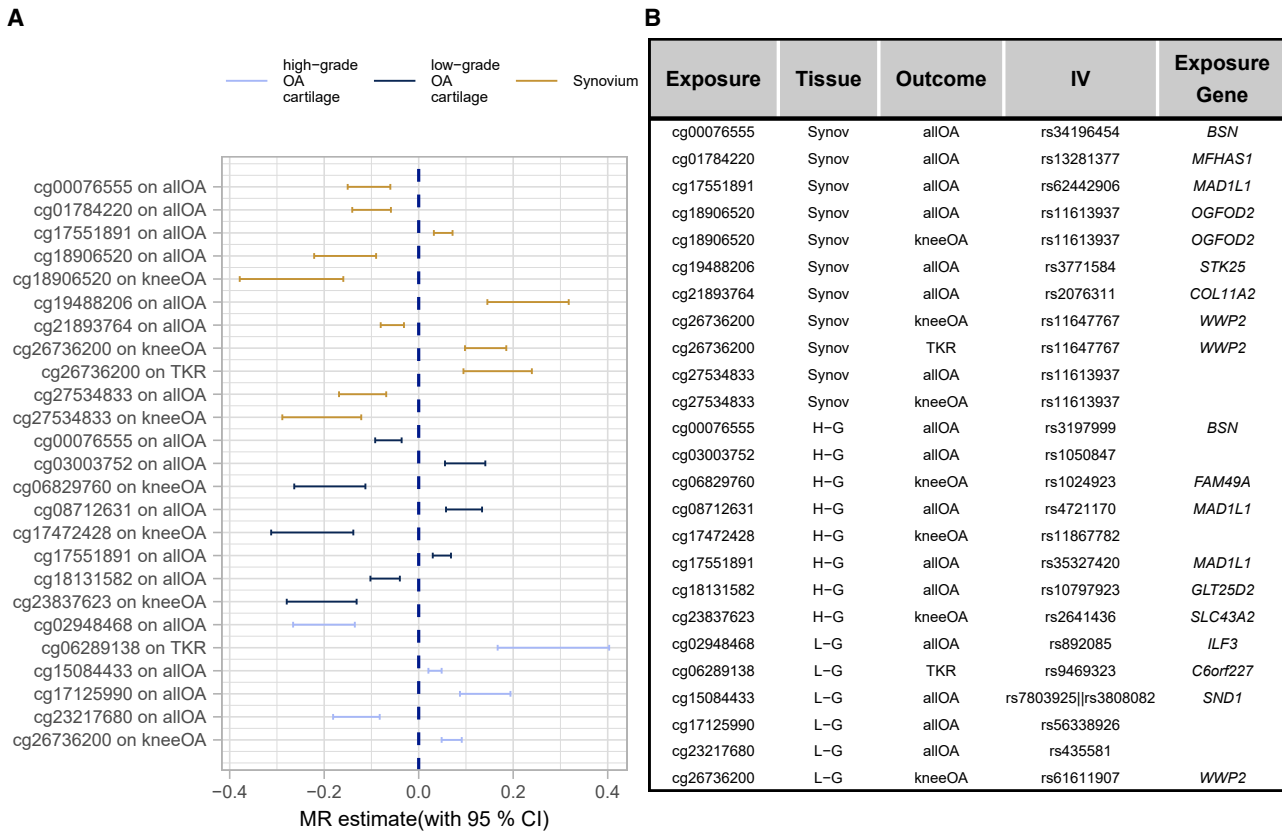 A
high−grade
OA
cartilage
low−grade
OA
cartilage
Synovium
cg00076555 on allOA
cg01784220 on allOA
cg17551891 on allOA
cg18906520 on allOA
cg18906520 on kneeOA
cg19488206 on allOA
cg21893764 on allOA
cg26736200 on kneeOA
cg26736200 on TKR
cg27534833 on allOA
cg27534833 on kneeOA
cg00076555 on allOA
cg03003752 on allOA
cg06829760 on kneeOA
cg08712631 on allOA
cg17472428 on kneeOA
cg17551891 on allOA
cg18131582 on allOA
cg23837623 on kneeOA
cg02948468 on allOA
cg06289138 on TKR
cg15084433 on allOA
cg17125990 on allOA
cg23217680 on allOA
cg26736200 on kneeOA
−0.4 −0.2 0.0 0.2 0.4
MR estimate(with 95 % CI)
B
Exposure Tissue Outcome IV Exposure Gene
cg00076555 Synov allOA rs34196454 BSN
cg01784220 Synov allOA rs13281377 MFHAS1
cg17551891 Synov allOA rs62442906 MAD1L1
cg18906520 Synov allOA rs11613937 OGFOD2
cg18906520 Synov kneeOA rs11613937 OGFOD2
cg19488206 Synov allOA rs3771584 STK25
cg21893764 Synov allOA rs2076311 COL11A2
cg26736200 Synov kneeOA rs11647767 WWP2
cg26736200 Synov TKR rs11647767 WWP2
cg27534833 Synov allOA rs11613937
cg27534833 Synov kneeOA rs11613937
cg00076555 H−G allOA rs3197999 BSN
cg03003752 H−G allOA rs1050847
cg06829760 H−G kneeOA rs1024923 FAM49A
cg08712631 H−G allOA rs4721170 MAD1L1
cg17472428 H−G kneeOA rs11867782
cg17551891 H−G allOA rs35327420 MAD1L1
cg18131582 H−G allOA rs10797923 GLT25D2
cg23837623 H−G kneeOA rs2641436 SLC43A2
cg02948468 L−G allOA rs892085 ILF3
cg06289138 L−G TKR rs9469323 C6orf227
cg15084433 L−G allOA rs7803925||rs3808082 SND1
cg17125990 L−G allOA rs56338926
cg23217680 L−G allOA rs435581
cg26736200 L−G kneeOA rs61611907 WWP2